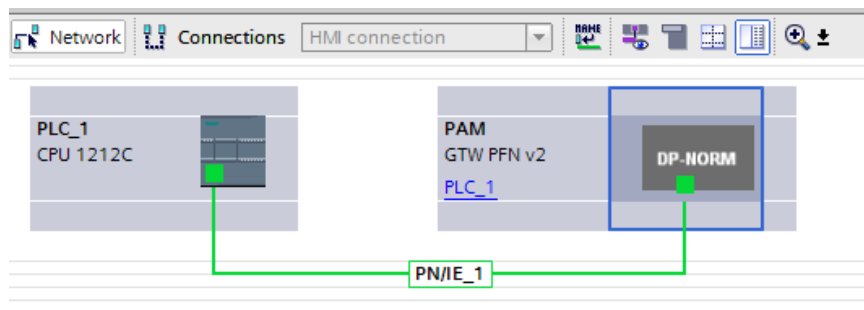 Network Connections HMI connection NAME
PLC_1
CPU 1212C
PAM
GTW PFN v2
PLC_1
DP-NORM
PN/IE_1